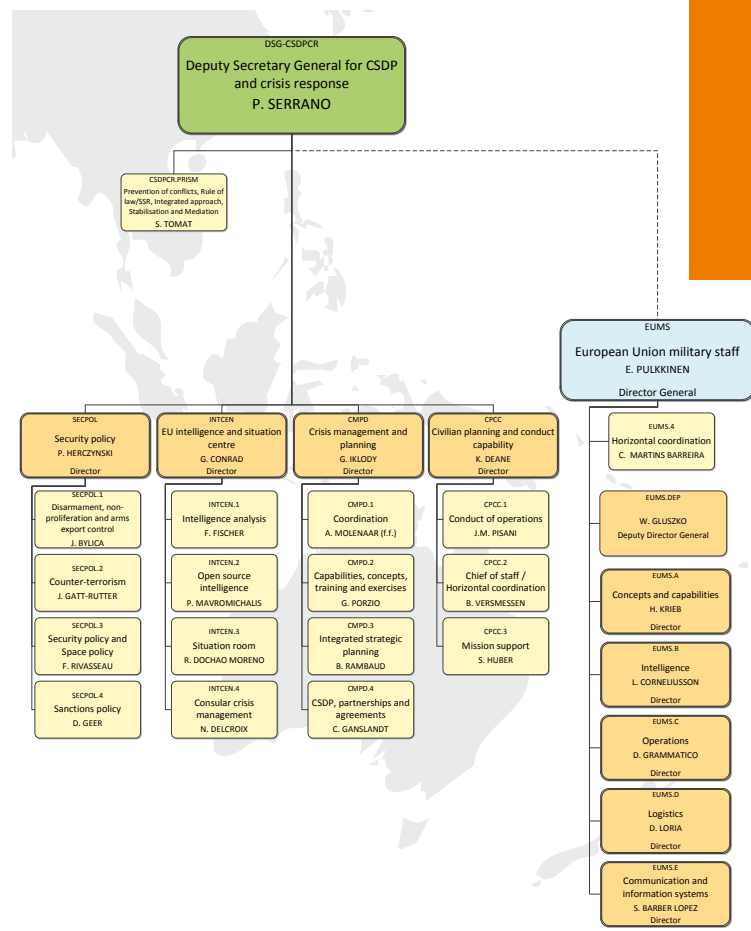 DSG-CSDPCR
Deputy Secretary General for CSDP
and crisis response
P. SERRANO
CSDPCR.PRISM
Prevention of conflicts, Rule of
law/SSR, Integrated approach,
Stabilisation and Mediation
S. TOMAT
EUMS
European Union military staff
E. PULKKINEN
Director General
SECPOL
Security policy
P. HERCZYNSKI
Director
SECPOL.1
Disarmament, non-
proliferation and arms
export control
J. BYLICA
SECPOL.2
Counter-terrorism
J. GATT-RUTTER
SECPOL.3
Security policy and
Space policy
F. RIVASSEAU
SECPOL.4
Sanctions policy
D. GEER
INTCEN
EU intelligence and situation
centre
G. CONRAD
Director
INTCEN.1
Intelligence analysis
F. FISCHER
INTCEN.2
Open source
intelligence
P. MAVROMICHALIS
INTCEN.3
Situation room
R. DOCHAO MORENO
INTCEN.4
Consular crisis
management
N. DELCROIX
CMPD
Crisis management and
planning
G. IKLODY
Director
CMPD.1
Coordination
A. MOLENAAR (f.f.)
CMPD.2
Capabilities, concepts,
training and exercises
G. PORZIO
CMPD.3
Integrated strategic
planning
B. RAMBAUD
CMPD.4
CSDP, partnerships and
agreements
C. GANSLANDT
CPCC
Civilian planning and conduct
capability
K. DEANE
Director
CPCC.1
Conduct of operations
J.M. PISANI
CPCC.2
Chief of staff /
Horizontal coordination
B. VERSMESSEN
CPCC.3
Mission support
S. HUBER
EUMS.4
Horizontal coordination
C. MARTINS BARREIRA
EUMS.DEP
W. GLUSZKO
Deputy Director General
EUMS.A
Concepts and capabilities
H. KRIEB
Director
EUMS.B
Intelligence
L. CORNELIUSSON
Director
EUMS.C
Operations
D. GRAMMATICO
Director
EUMS.D
Logistics
D. LORIA
Director
EUMS.E
Communication and
information systems
S. BARBER LOPEZ
Director